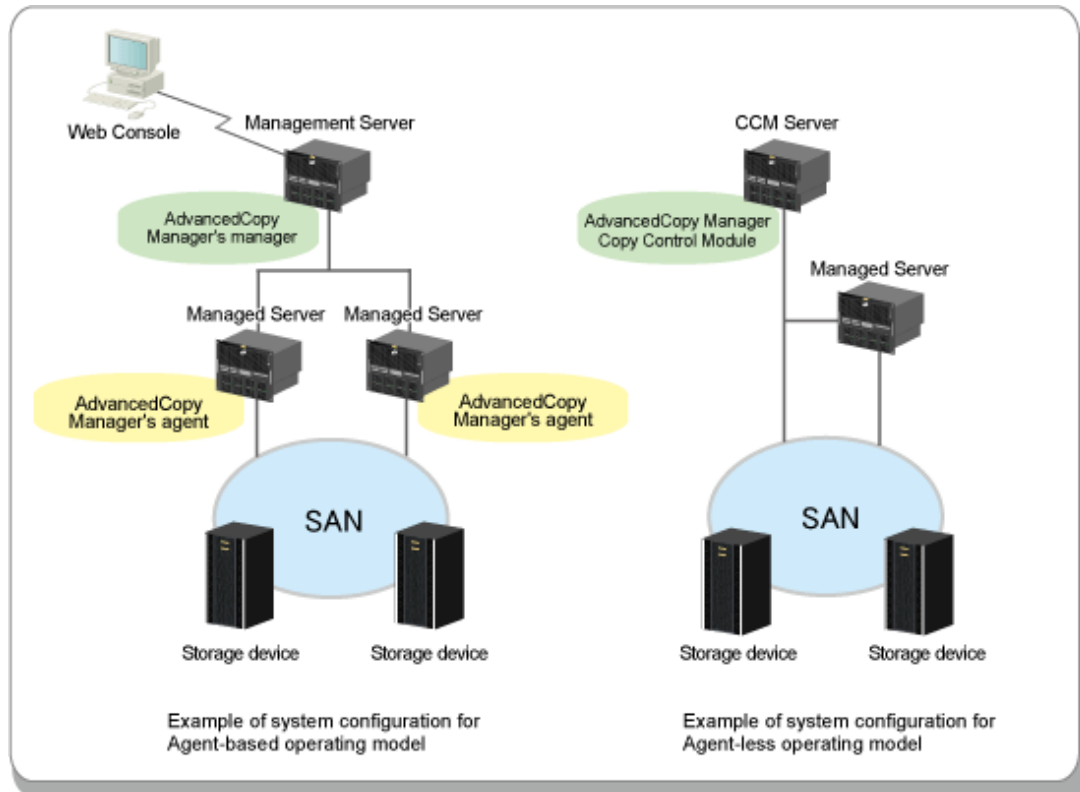 Web Console
Management Server
AdvancedCopy
Manager's manager
Managed Server
Managed Server
AdvancedCopy
Manager's agent
AdvancedCopy
Manager's agent
SAN
Storage device
Storage device
Example of system configuration for
Agent-based operating model
CCM Server
AdvancedCopy Manager
Copy Control Module
Managed Server
SAN
Storage device
Storage device
Example of system configuration for
Agent-less operating model